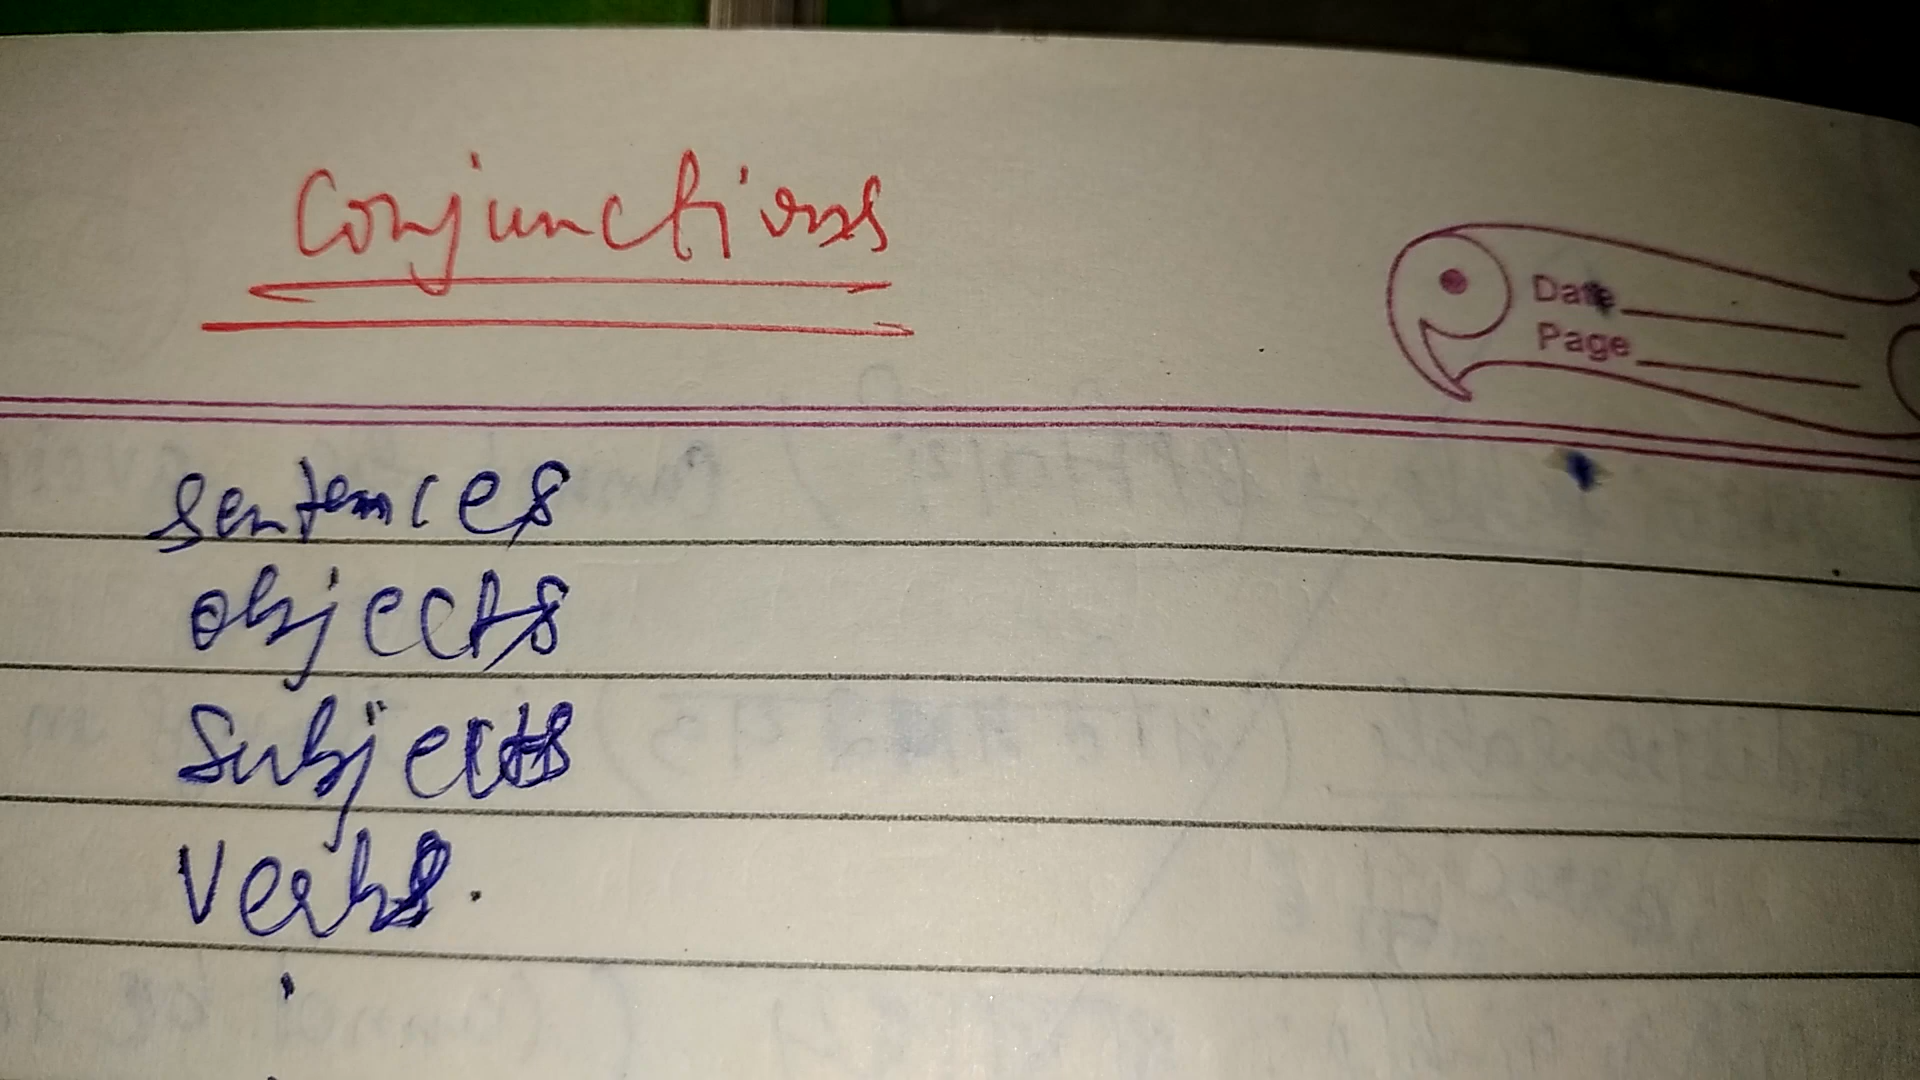 Conjunctions
Date
Page
sentences
objects
Subjects
Verbs.